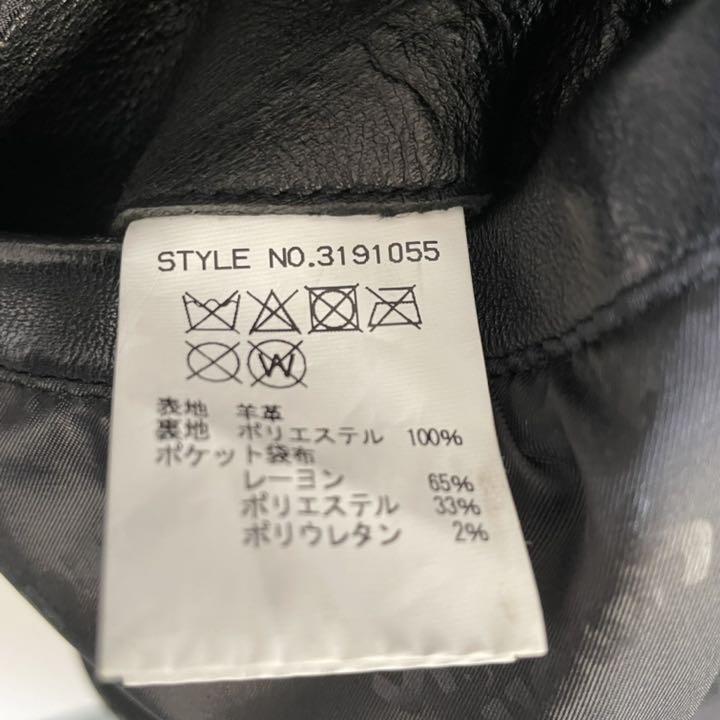 STYLE NO.3191055
W
表地 羊革
裏地 ポリエステル 100%
ポケット袋布
レーヨン 65%
ポリエステル 33%
ポリウレタン 2%